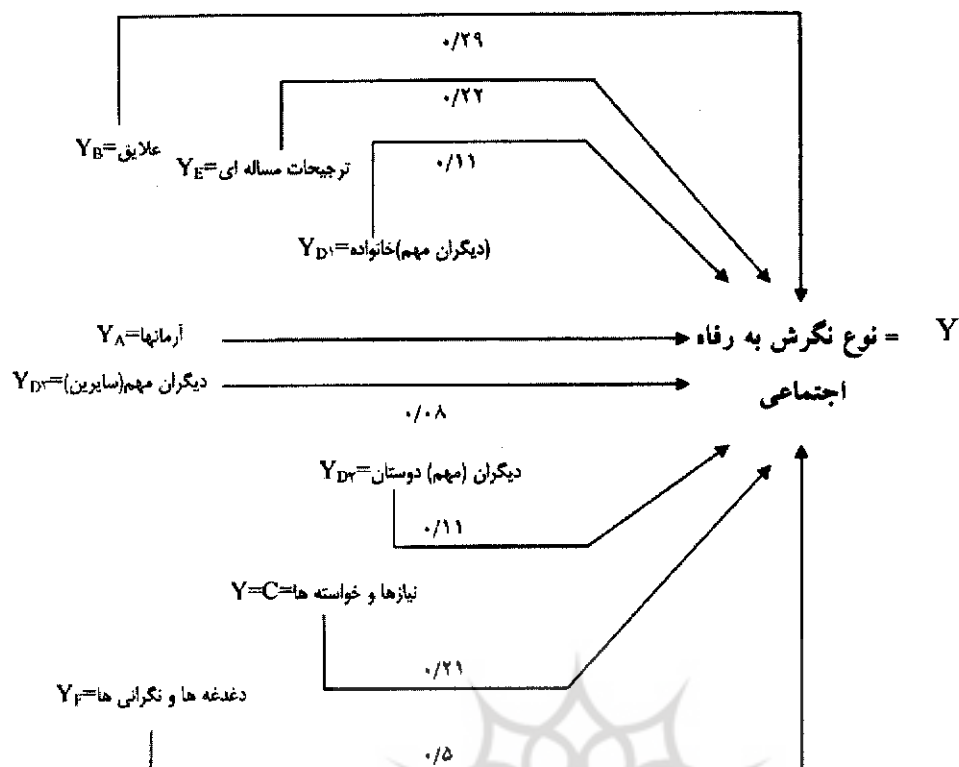 ۰/۲۹
۰/۲۲
Y_B=علایق
Y_E=ترجیحات مساله ای
۰/۱۱
Y_D۱=خانواده(دیگران مهم)
Y_A=آرمانها
Y = نوع نگرش به رفاه
Y_D۳=دیگران مهم(سایرین)
اجتماعی
۰/۰۸
Y_D۲=دیگران (مهم) دوستان
۰/۱۱
Y=C=نیازها و خواسته ها
۰/۲۱
Y_F=دغدغه ها و نگرانی ها
۰/۵